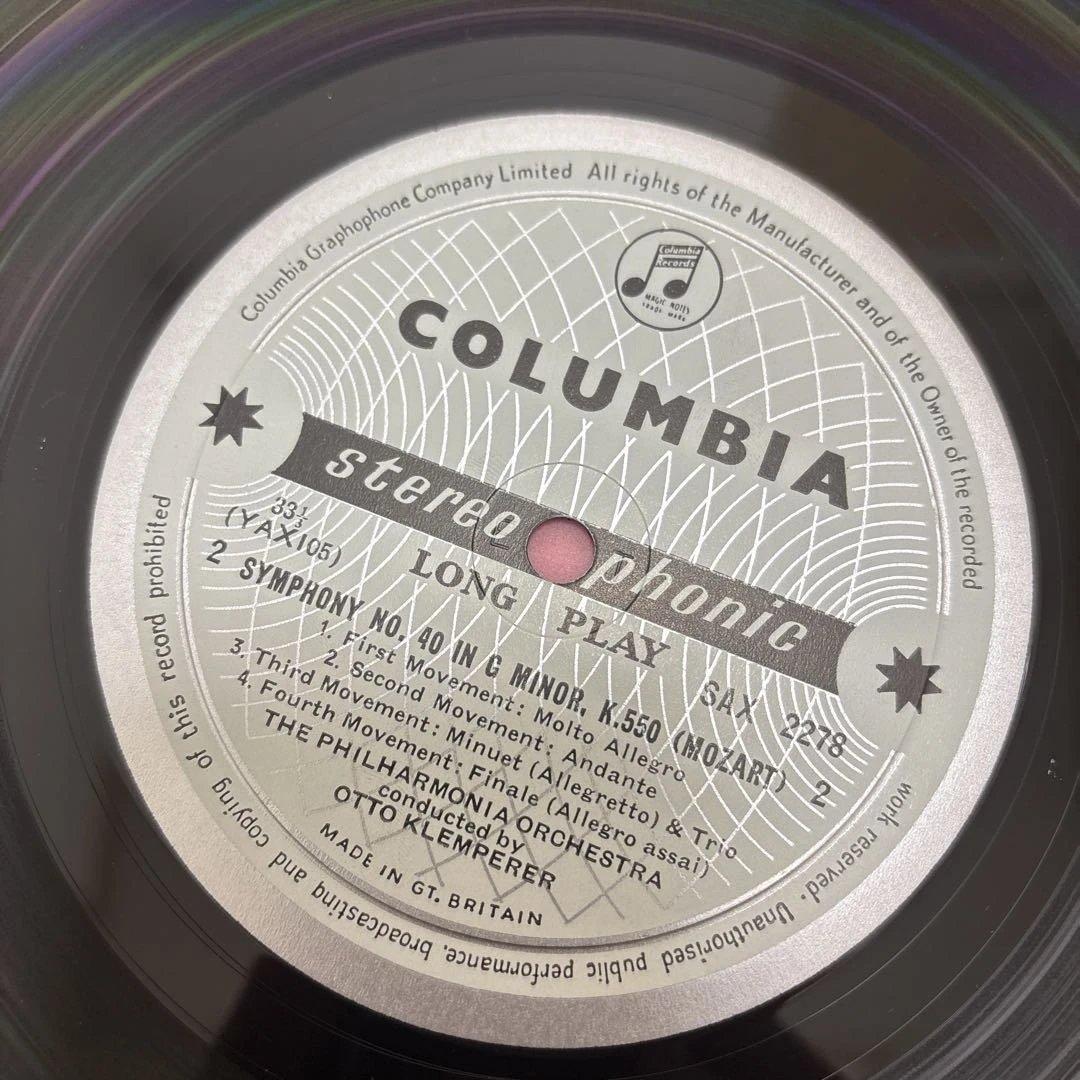 Columbia Graphophone Company Limited All rights of the Manufacturer and of the Owner of the recorded work reserved. Unauthorised public performance, broadcasting and copying of this record prohibited
Columbia
Records
MAGIC NOTES
TRADE MARK
COLUMBIA
stereophonic
33⅓
(YAX105)
LONG PLAY
SAX 2278
2 SYMPHONY NO. 40 IN G MINOR, K.550 (MOZART) 2
1. First Movement: Molto Allegro
2. Second Movement: Andante
3. Third Movement: Minuet (Allegretto) & Trio
4. Fourth Movement: Finale (Allegro assai)
THE PHILHARMONIA ORCHESTRA
conducted by
OTTO KLEMPERER
MADE IN GT. BRITAIN